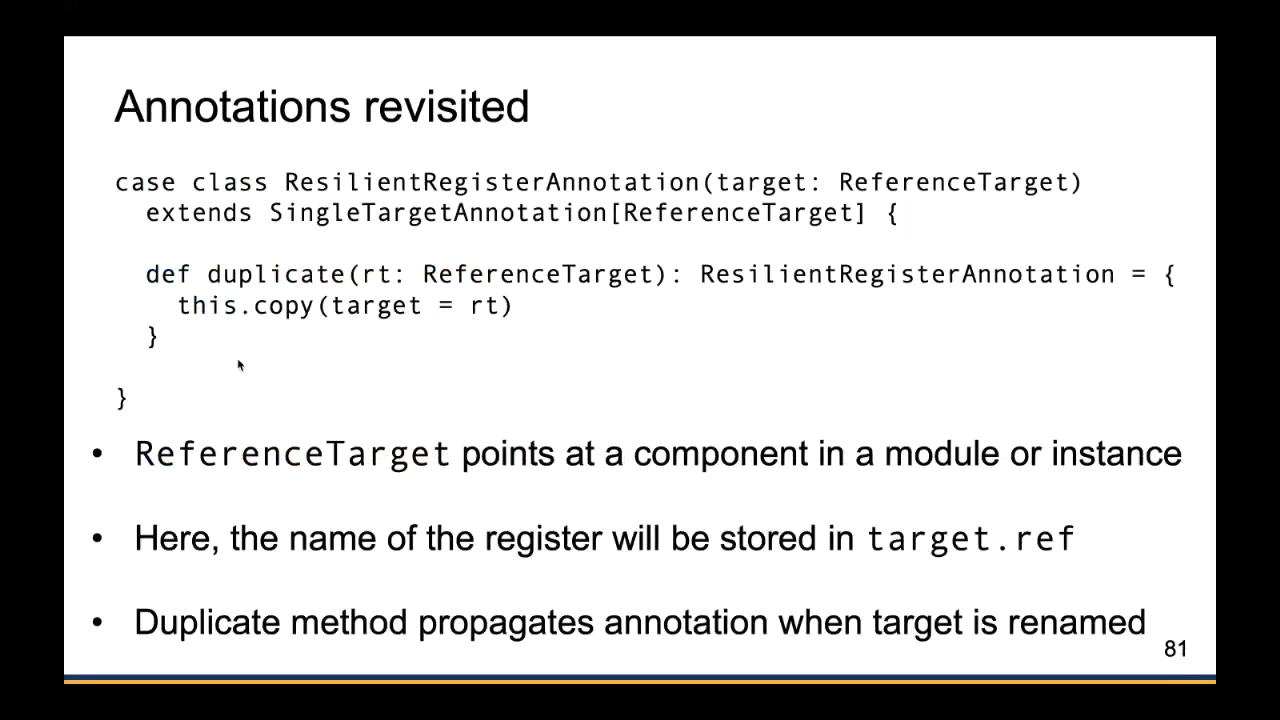 Annotations revisited
case class ResilientRegisterAnnotation(target: ReferenceTarget)
  extends SingleTargetAnnotation[ReferenceTarget] {
  def duplicate(rt: ReferenceTarget): ResilientRegisterAnnotation = {
    this.copy(target = rt)
  }
}
• ReferenceTarget points at a component in a module or instance
• Here, the name of the register will be stored in target.ref
• Duplicate method propagates annotation when target is renamed
81